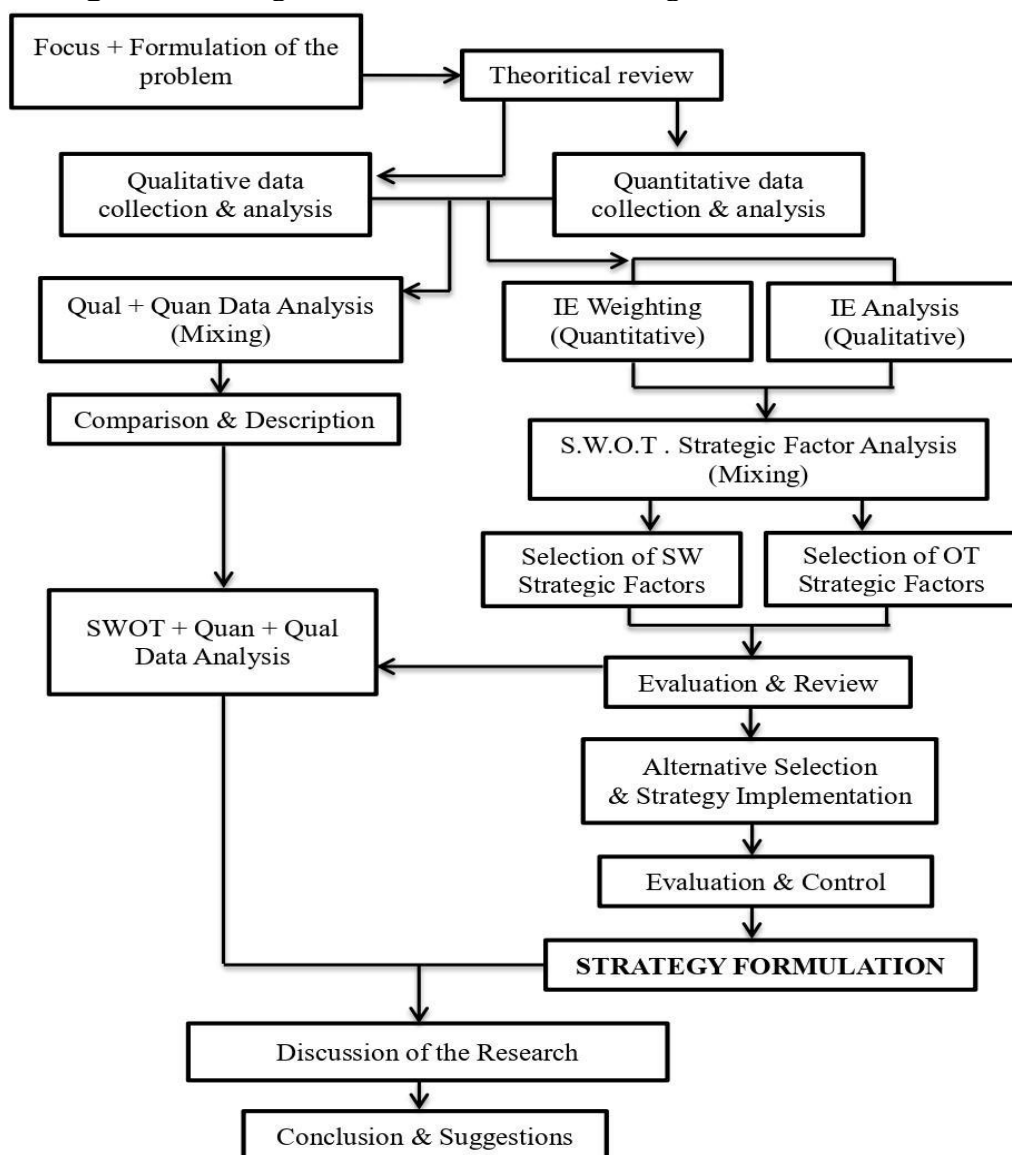 Focus + Formulation of the
problem
Theoritical review
Qualitative data
collection & analysis
Quantitative data
collection & analysis
Qual + Quan Data Analysis
(Mixing)
IE Weighting
(Quantitative)
IE Analysis
(Qualitative)
Comparison & Description
S.W.O.T . Strategic Factor Analysis
(Mixing)
Selection of SW
Strategic Factors
Selection of OT
Strategic Factors
SWOT + Quan + Qual
Data Analysis
Evaluation & Review
Alternative Selection
& Strategy Implementation
Evaluation & Control
STRATEGY FORMULATION
Discussion of the Research
Conclusion & Suggestions